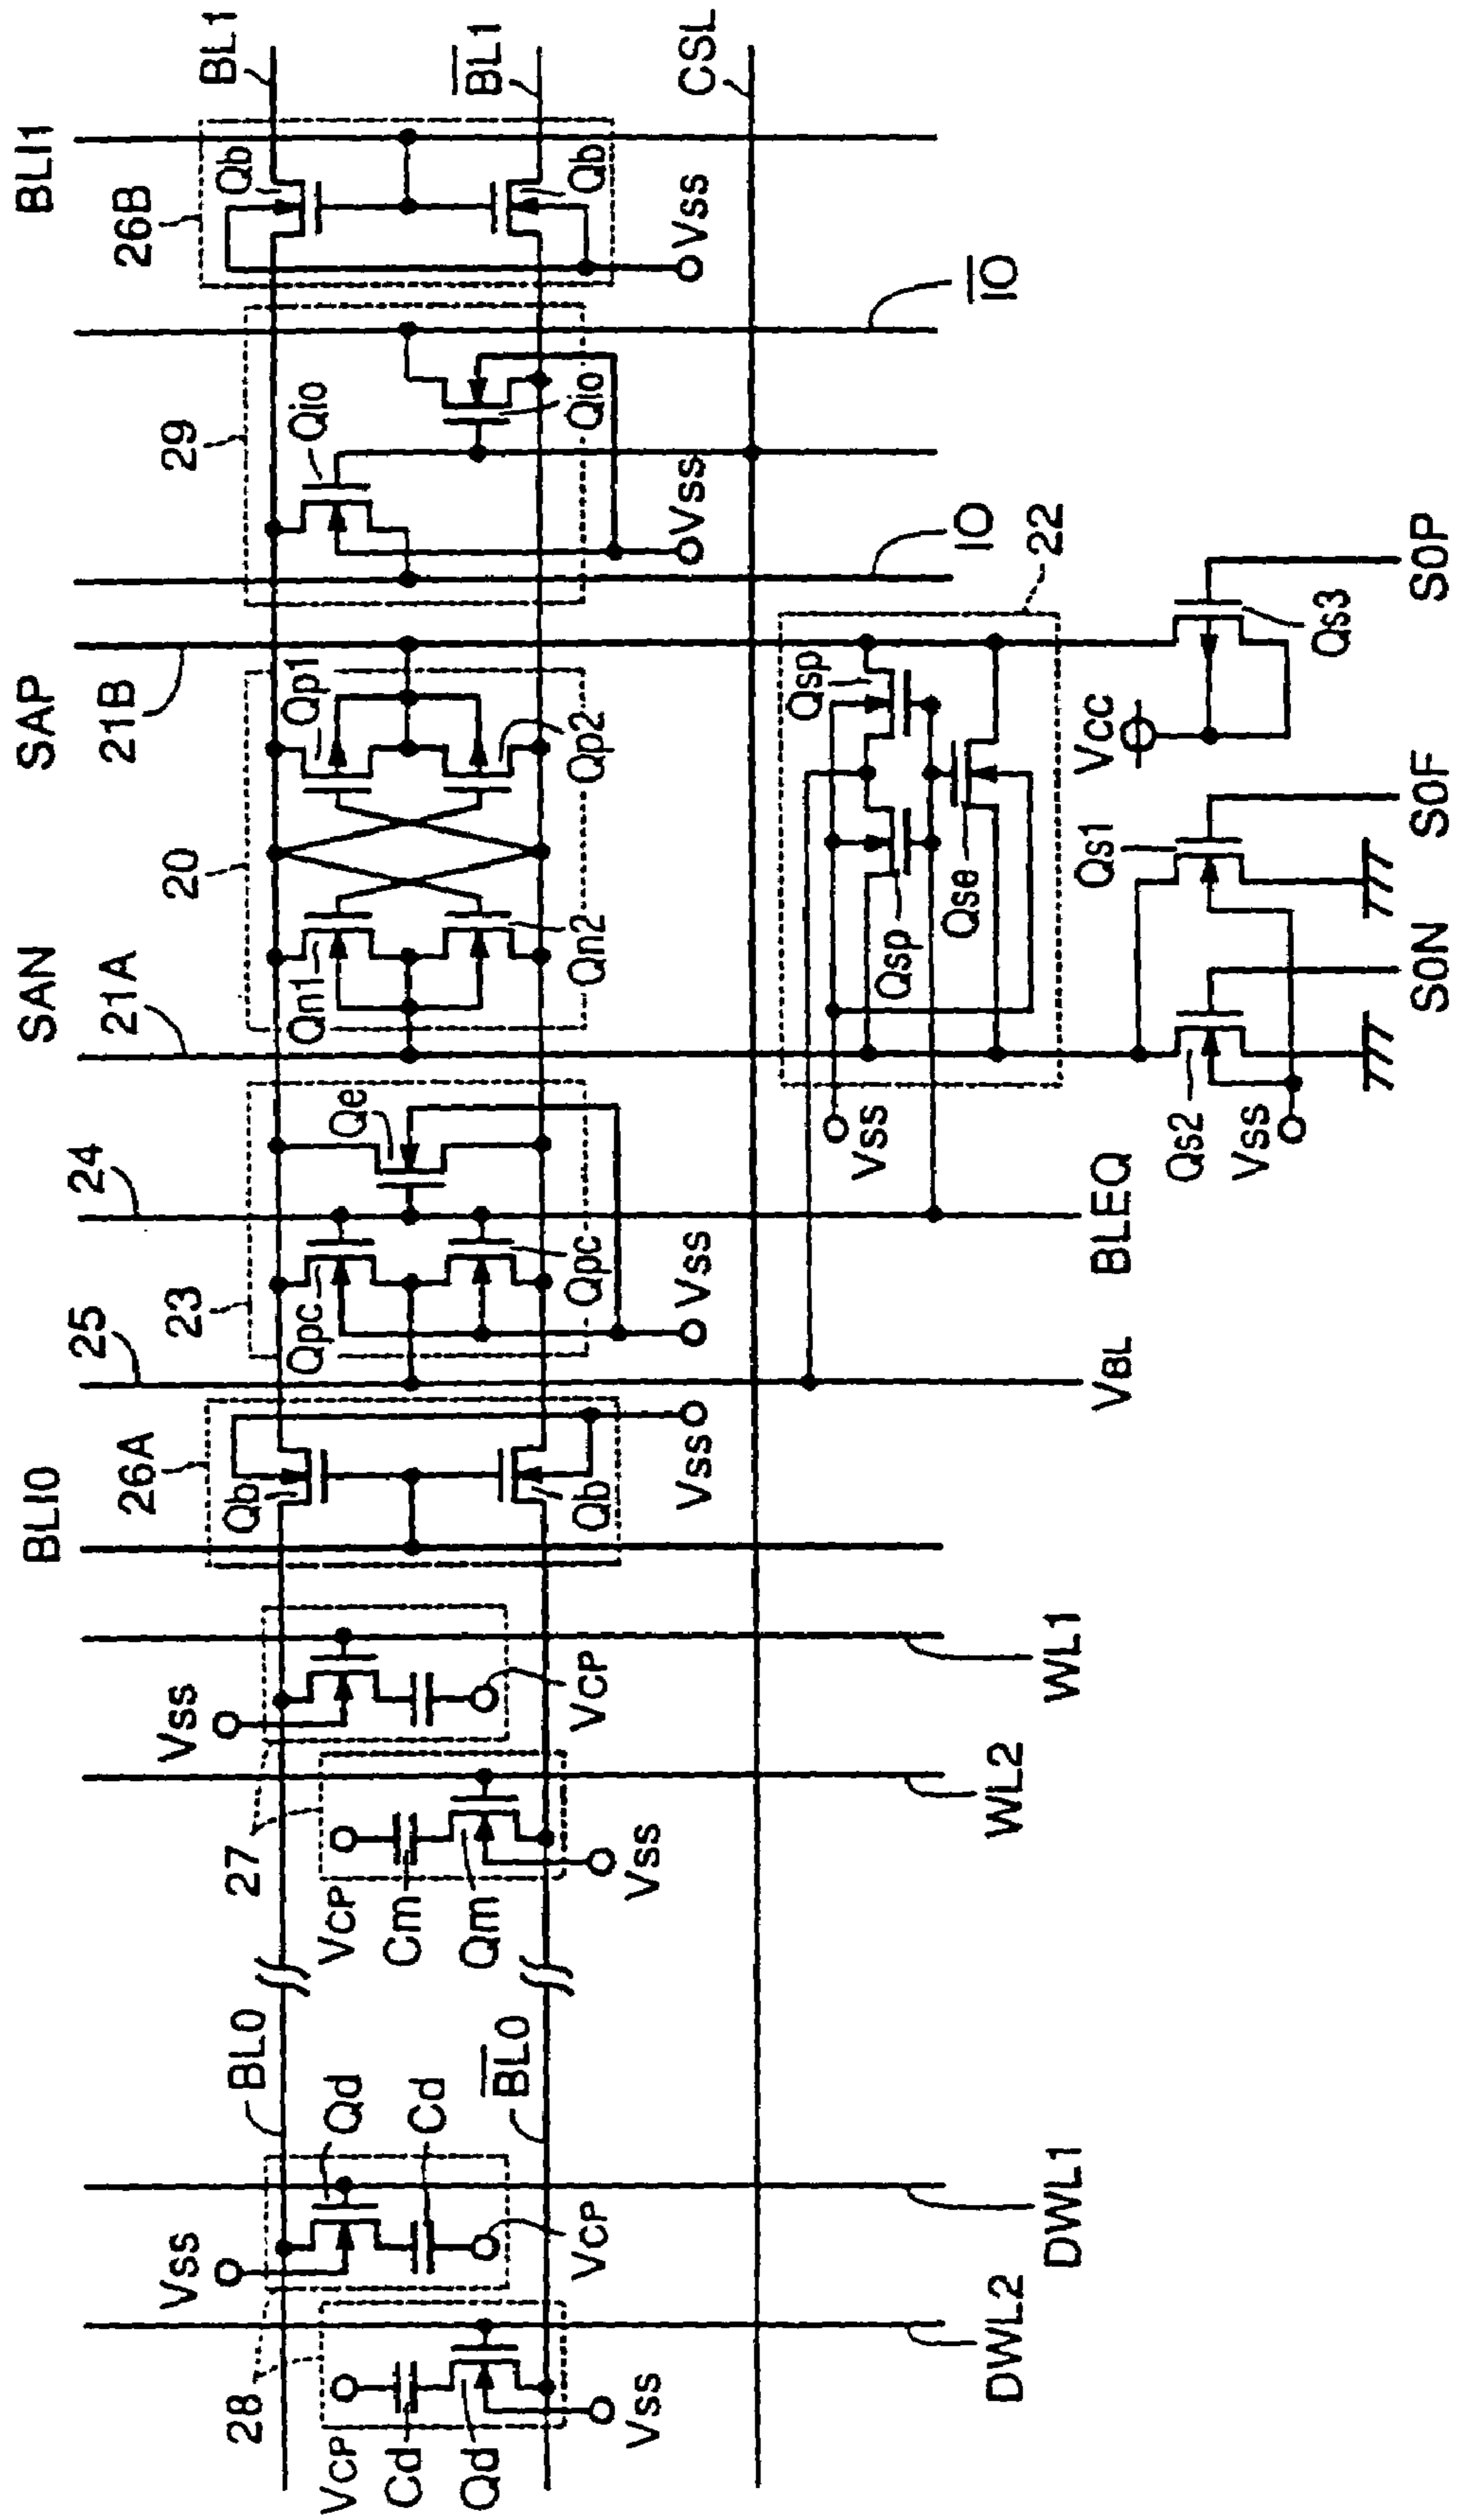 BLI0
SAN
SAP
BLI1
25
24
21A
21B
26A
26B
BL1
Vss
Vss
23
20
29
28
BL0
27
Qb
Qb
Qpc
Qn1
Qp1
Qio
VCP
Qd
VCP
Qe
Cd
Cd
Cm
Qd
B̅L̅0
Qm
B̅L̅1
VCP
VCP
Qb
Qpc
Qn2
Qp2
Qio
Qb
Vss
Vss
Vss
Vss
Vss
Vss
CSL
Qsp
Vss
Qsp
Qse
IO
I̅O̅
22
DWL2
WL2
DWL1
WL1
VBL
BLEQ
Qs1
Vcc
Qs2
Vss
Qs3
SON
SOF
SOP